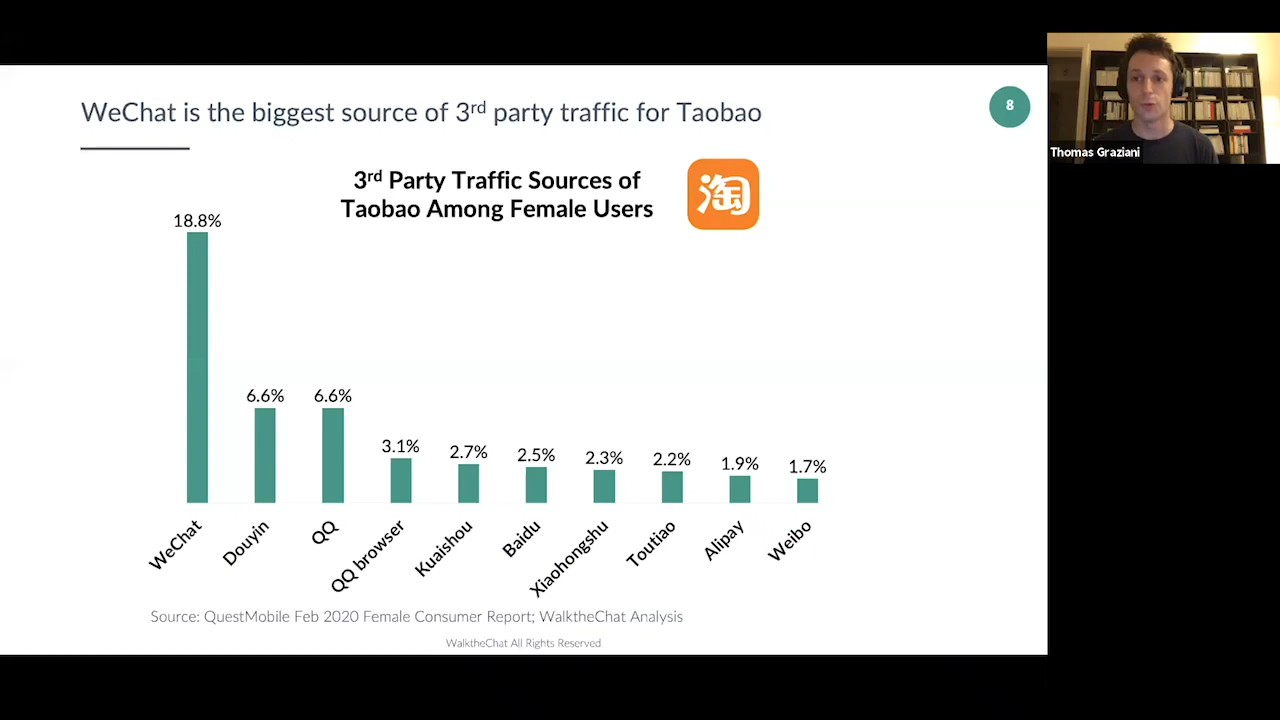 WeChat is the biggest source of 3rd party traffic for Taobao
8
Thomas Graziani
3rd Party Traffic Sources of
Taobao Among Female Users
淘
18.8%
6.6%
6.6%
3.1%
2.7%
2.5%
2.3%
2.2%
1.9%
1.7%
WeChat
Douyin
QQ
QQ browser
Kuaishou
Baidu
Xiaohongshu
Toutiao
Alipay
Weibo
Source: QuestMobile Feb 2020 Female Consumer Report; WalktheChat Analysis
WalktheChat All Rights Reserved